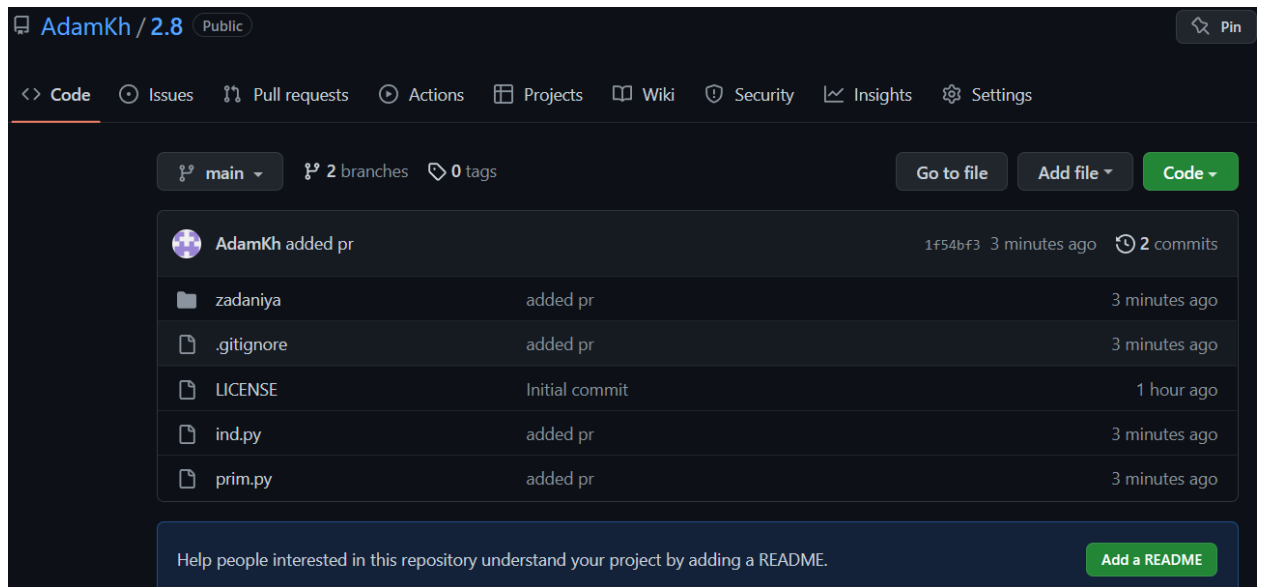 AdamKh / 2.8 Public Pin
Code Issues Pull requests Actions Projects Wiki Security Insights Settings
main 2 branches 0 tags Go to file Add file Code
AdamKh added pr 1f54bf3 3 minutes ago 2 commits
zadaniya added pr 3 minutes ago
.gitignore added pr 3 minutes ago
LICENSE Initial commit 1 hour ago
ind.py added pr 3 minutes ago
prim.py added pr 3 minutes ago
Help people interested in this repository understand your project by adding a README. Add a README